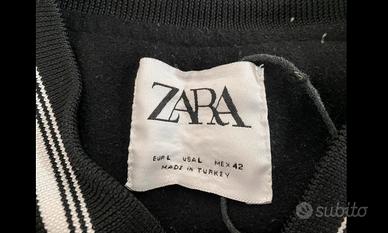 ZARA
EUR L USA L MEX 42
MADE IN TURKEY
subito